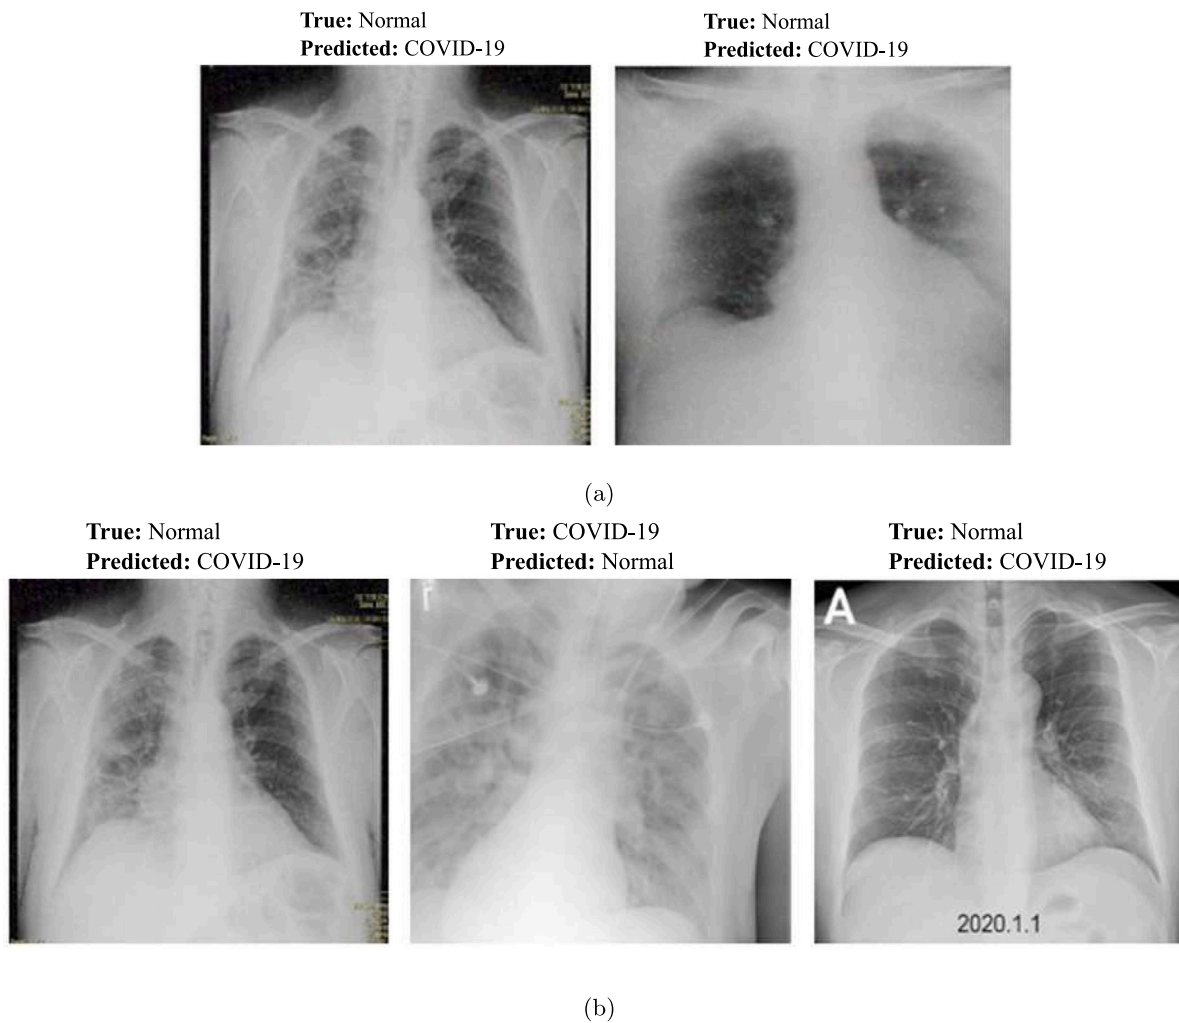 True: Normal
Predicted: COVID-19
True: Normal
Predicted: COVID-19
(a)
True: Normal
Predicted: COVID-19
True: COVID-19
Predicted: Normal
True: Normal
Predicted: COVID-19
A
2020.1.1
(b)